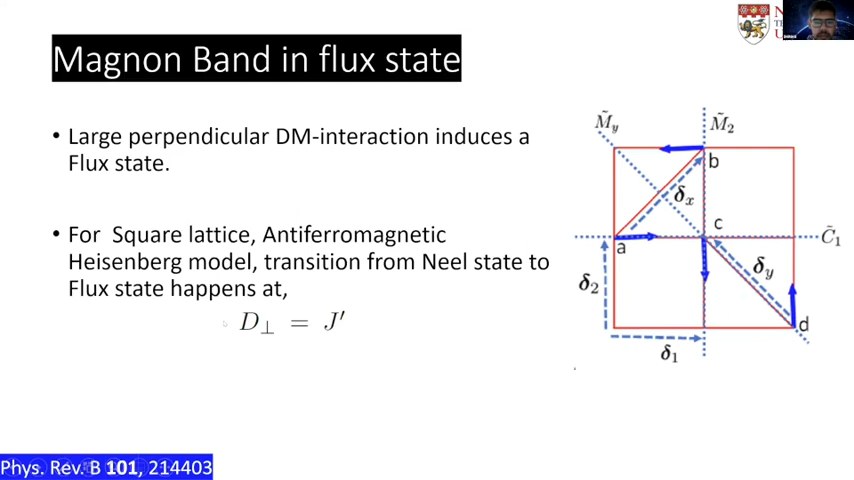 Magnon Band in flux state
• Large perpendicular DM-interaction induces a
Flux state.
• For Square lattice, Antiferromagnetic
Heisenberg model, transition from Neel state to
Flux state happens at,
D⊥ = J′
M̃y
M̃2
b
δx
c
a
C̃1
δ2
δy
d
δ1
Phys. Rev. B 101, 214403